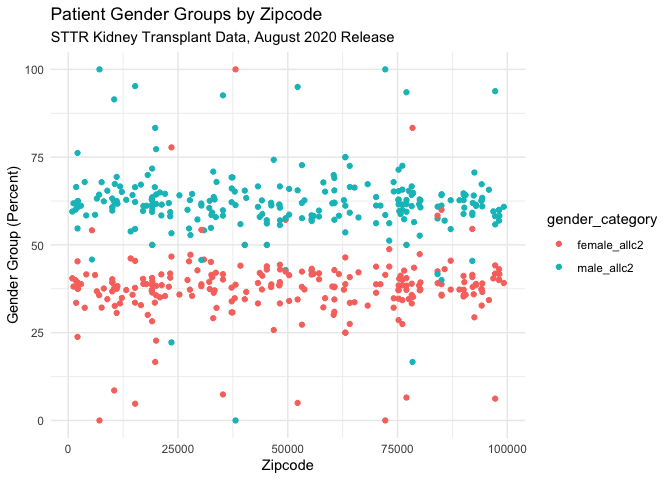 Patient Gender Groups by Zipcode
STTR Kidney Transplant Data, August 2020 Release
100
75
50
25
0
Gender Group (Percent)
0 25000 50000 75000 100000
Zipcode
gender_category
female_allc2
male_allc2